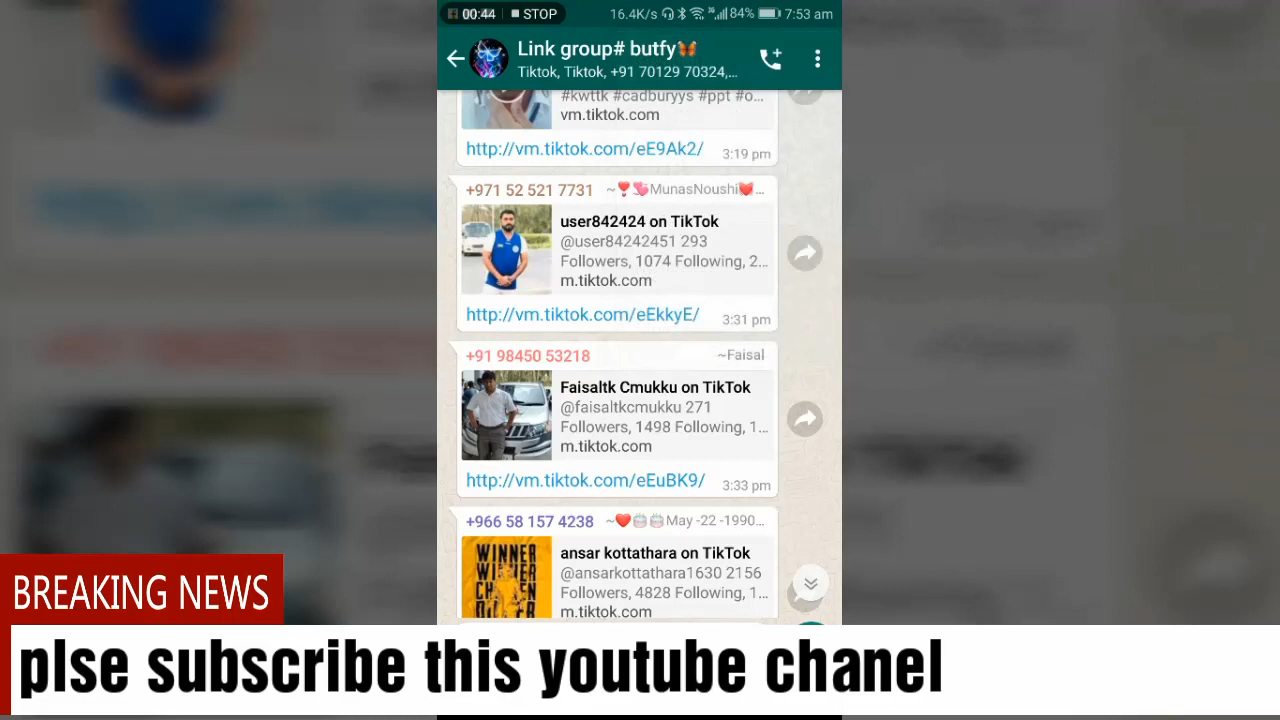 00:44 STOP 16.4K/s 84% 7:53 am
Link group# butfy🦋
Tiktok, Tiktok, +91 70129 70324,...
#kwttk #cadburyys #ppt #o...
vm.tiktok.com
http://vm.tiktok.com/eE9Ak2/ 3:19 pm
+971 52 521 7731 ~❣️💘MunasNoushi💓...
user842424 on TikTok
@user84242451 293
Followers, 1074 Following, 2...
m.tiktok.com
http://vm.tiktok.com/eEkkyE/ 3:31 pm
+91 98450 53218 ~Faisal
Faisaltk Cmukku on TikTok
@faisaltkcmukku 271
Followers, 1498 Following, 1...
m.tiktok.com
http://vm.tiktok.com/eEuBK9/ 3:33 pm
+966 58 157 4238 ~❤️🎂🎂May -22 -1990...
WINNER
WINNER
ansar kottathara on TikTok
@ansarkottathara1630 2156
Followers, 4828 Following, 1...
m.tiktok.com
BREAKING NEWS
plse subscribe this youtube chanel